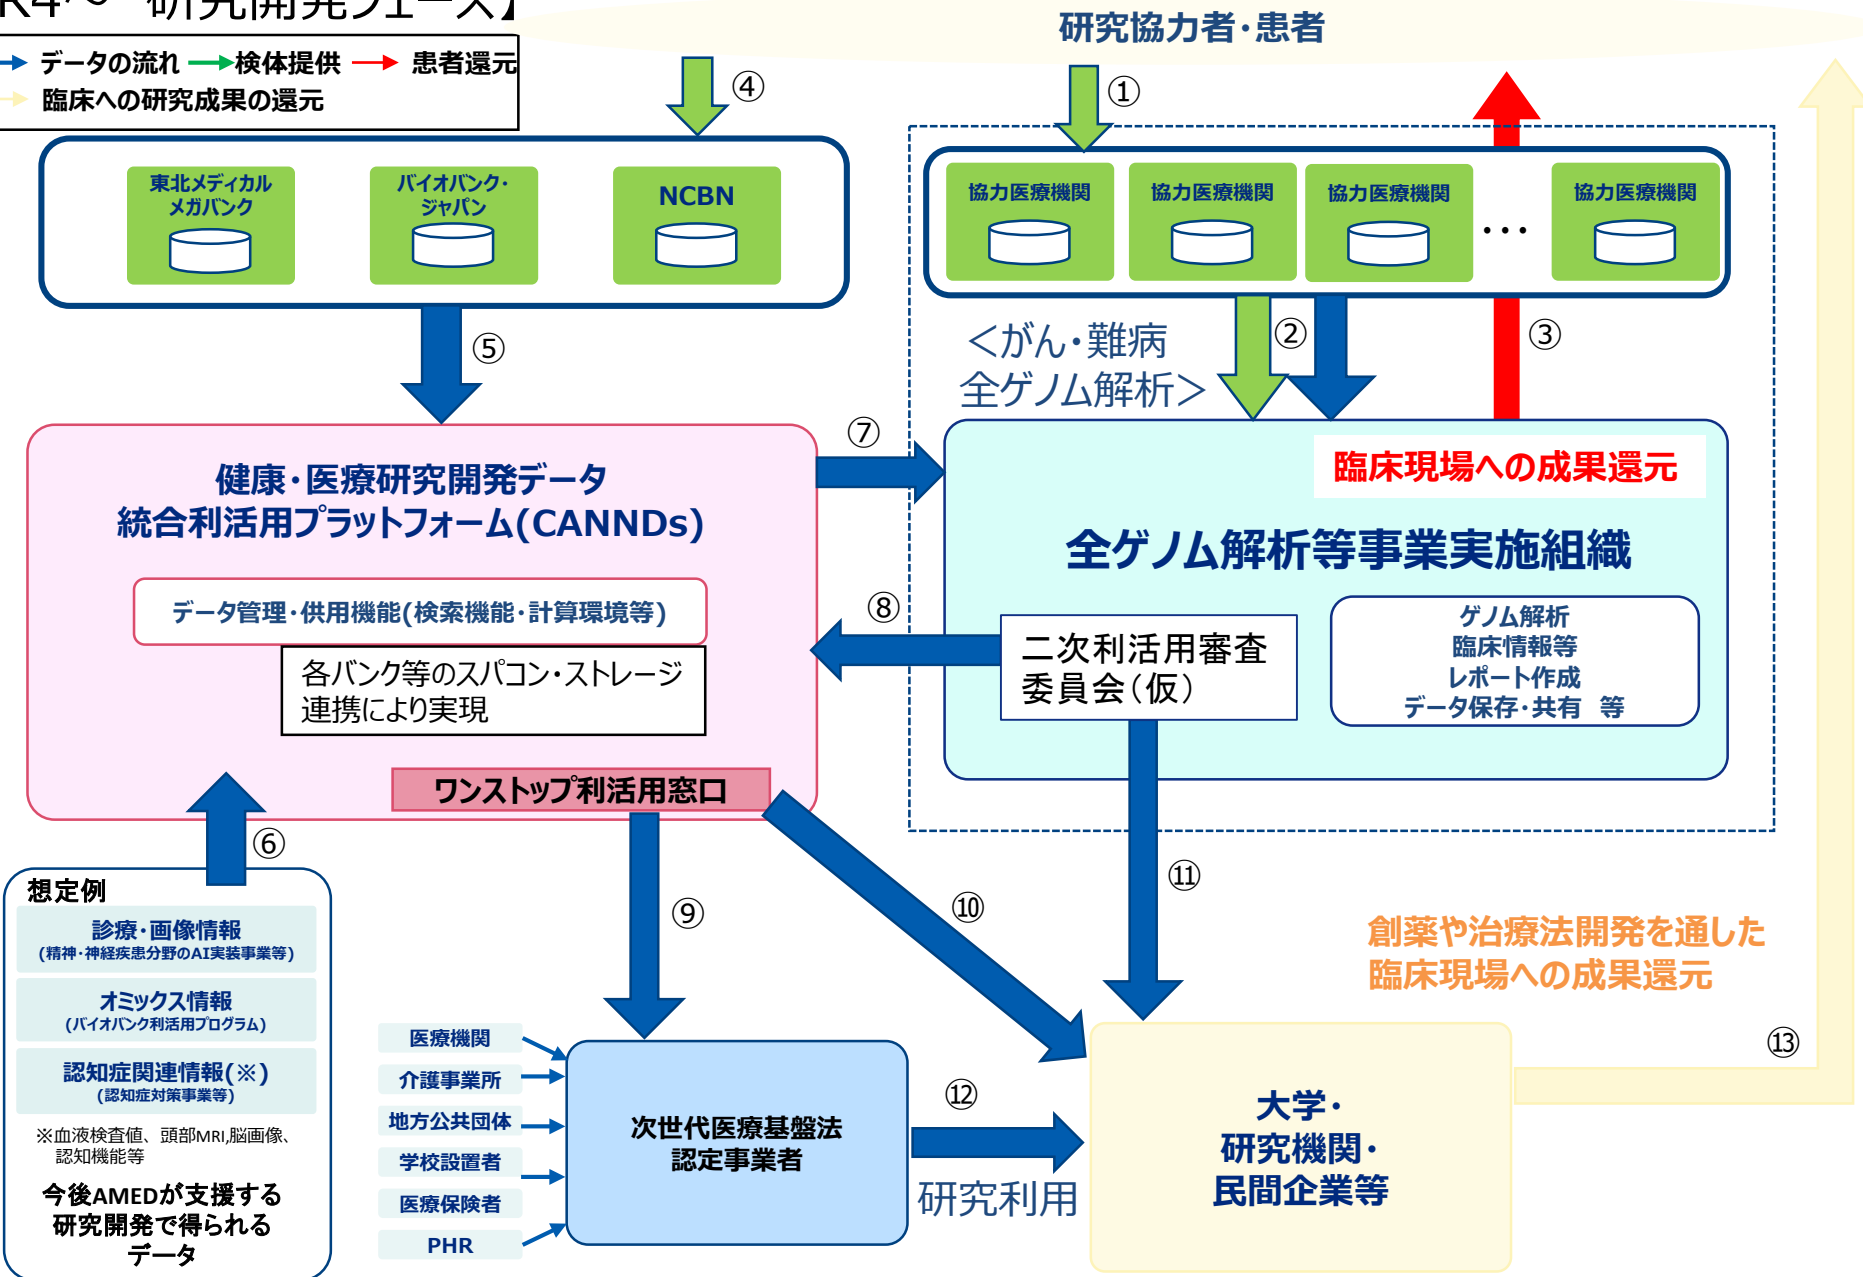 R4～ 研究開発フェーズ】
データの流れ
検体提供
患者還元
臨床への研究成果の還元
研究協力者・患者
④
①
東北メディカル
メガバンク
バイオバンク・
ジャパン
NCBN
協力医療機関
協力医療機関
協力医療機関
・・・
協力医療機関
⑤
＜がん・難病
全ゲノム解析＞
②
③
⑦
健康・医療研究開発データ
統合利活用プラットフォーム(CANNDs)
データ管理・供用機能(検索機能・計算環境等)
各バンク等のスパコン・ストレージ
連携により実現
ワンストップ利活用窓口
⑧
臨床現場への成果還元
全ゲノム解析等事業実施組織
二次利活用審査
委員会（仮）
ゲノム解析
臨床情報等
レポート作成
データ保存・共有 等
⑥
想定例
診療・画像情報
(精神・神経疾患分野のAI実装事業等)
オミックス情報
(バイオバンク利活用プログラム)
認知症関連情報(※)
(認知症対策事業等)
※血液検査値、頭部MRI,脳画像、
認知機能等
今後AMEDが支援する
研究開発で得られる
データ
⑨
⑩
⑪
創薬や治療法開発を通した
臨床現場への成果還元
医療機関
介護事業所
地方公共団体
学校設置者
医療保険者
PHR
次世代医療基盤法
認定事業者
⑫
研究利用
大学・
研究機関・
民間企業等
⑬